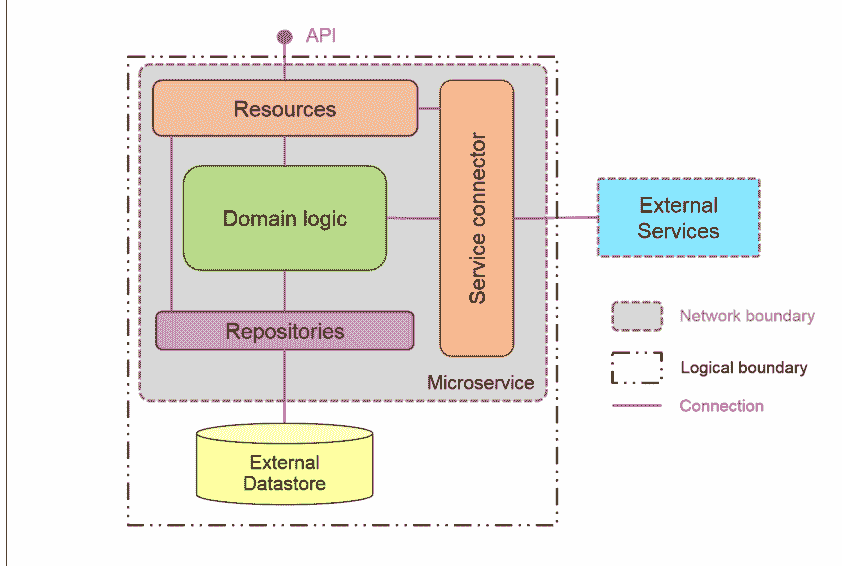 API
Resources
Domain logic
Service connector
External
Services
Repositories
Network boundary
Logical boundary
Microservice
Connection
External
Datastore